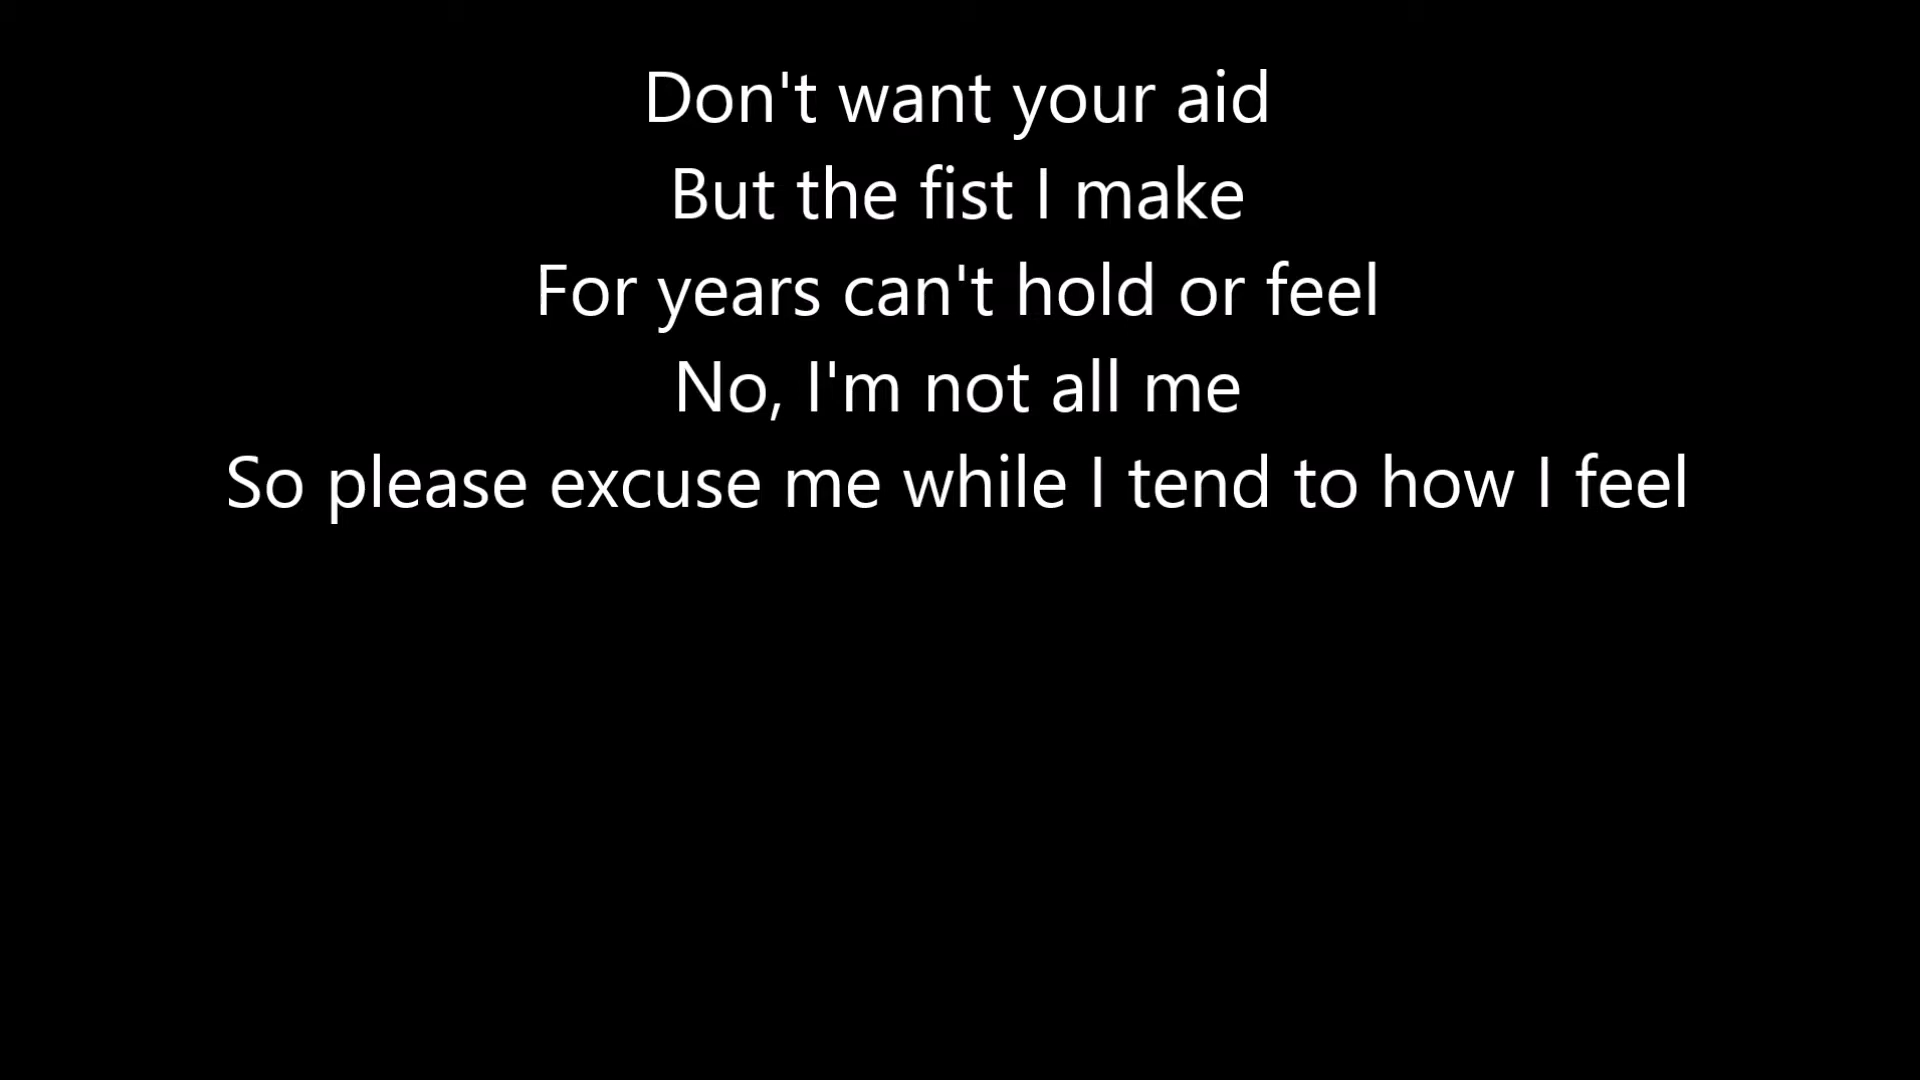 Don't want your aid
But the fist I make
For years can't hold or feel
No, I'm not all me
So please excuse me while I tend to how I feel